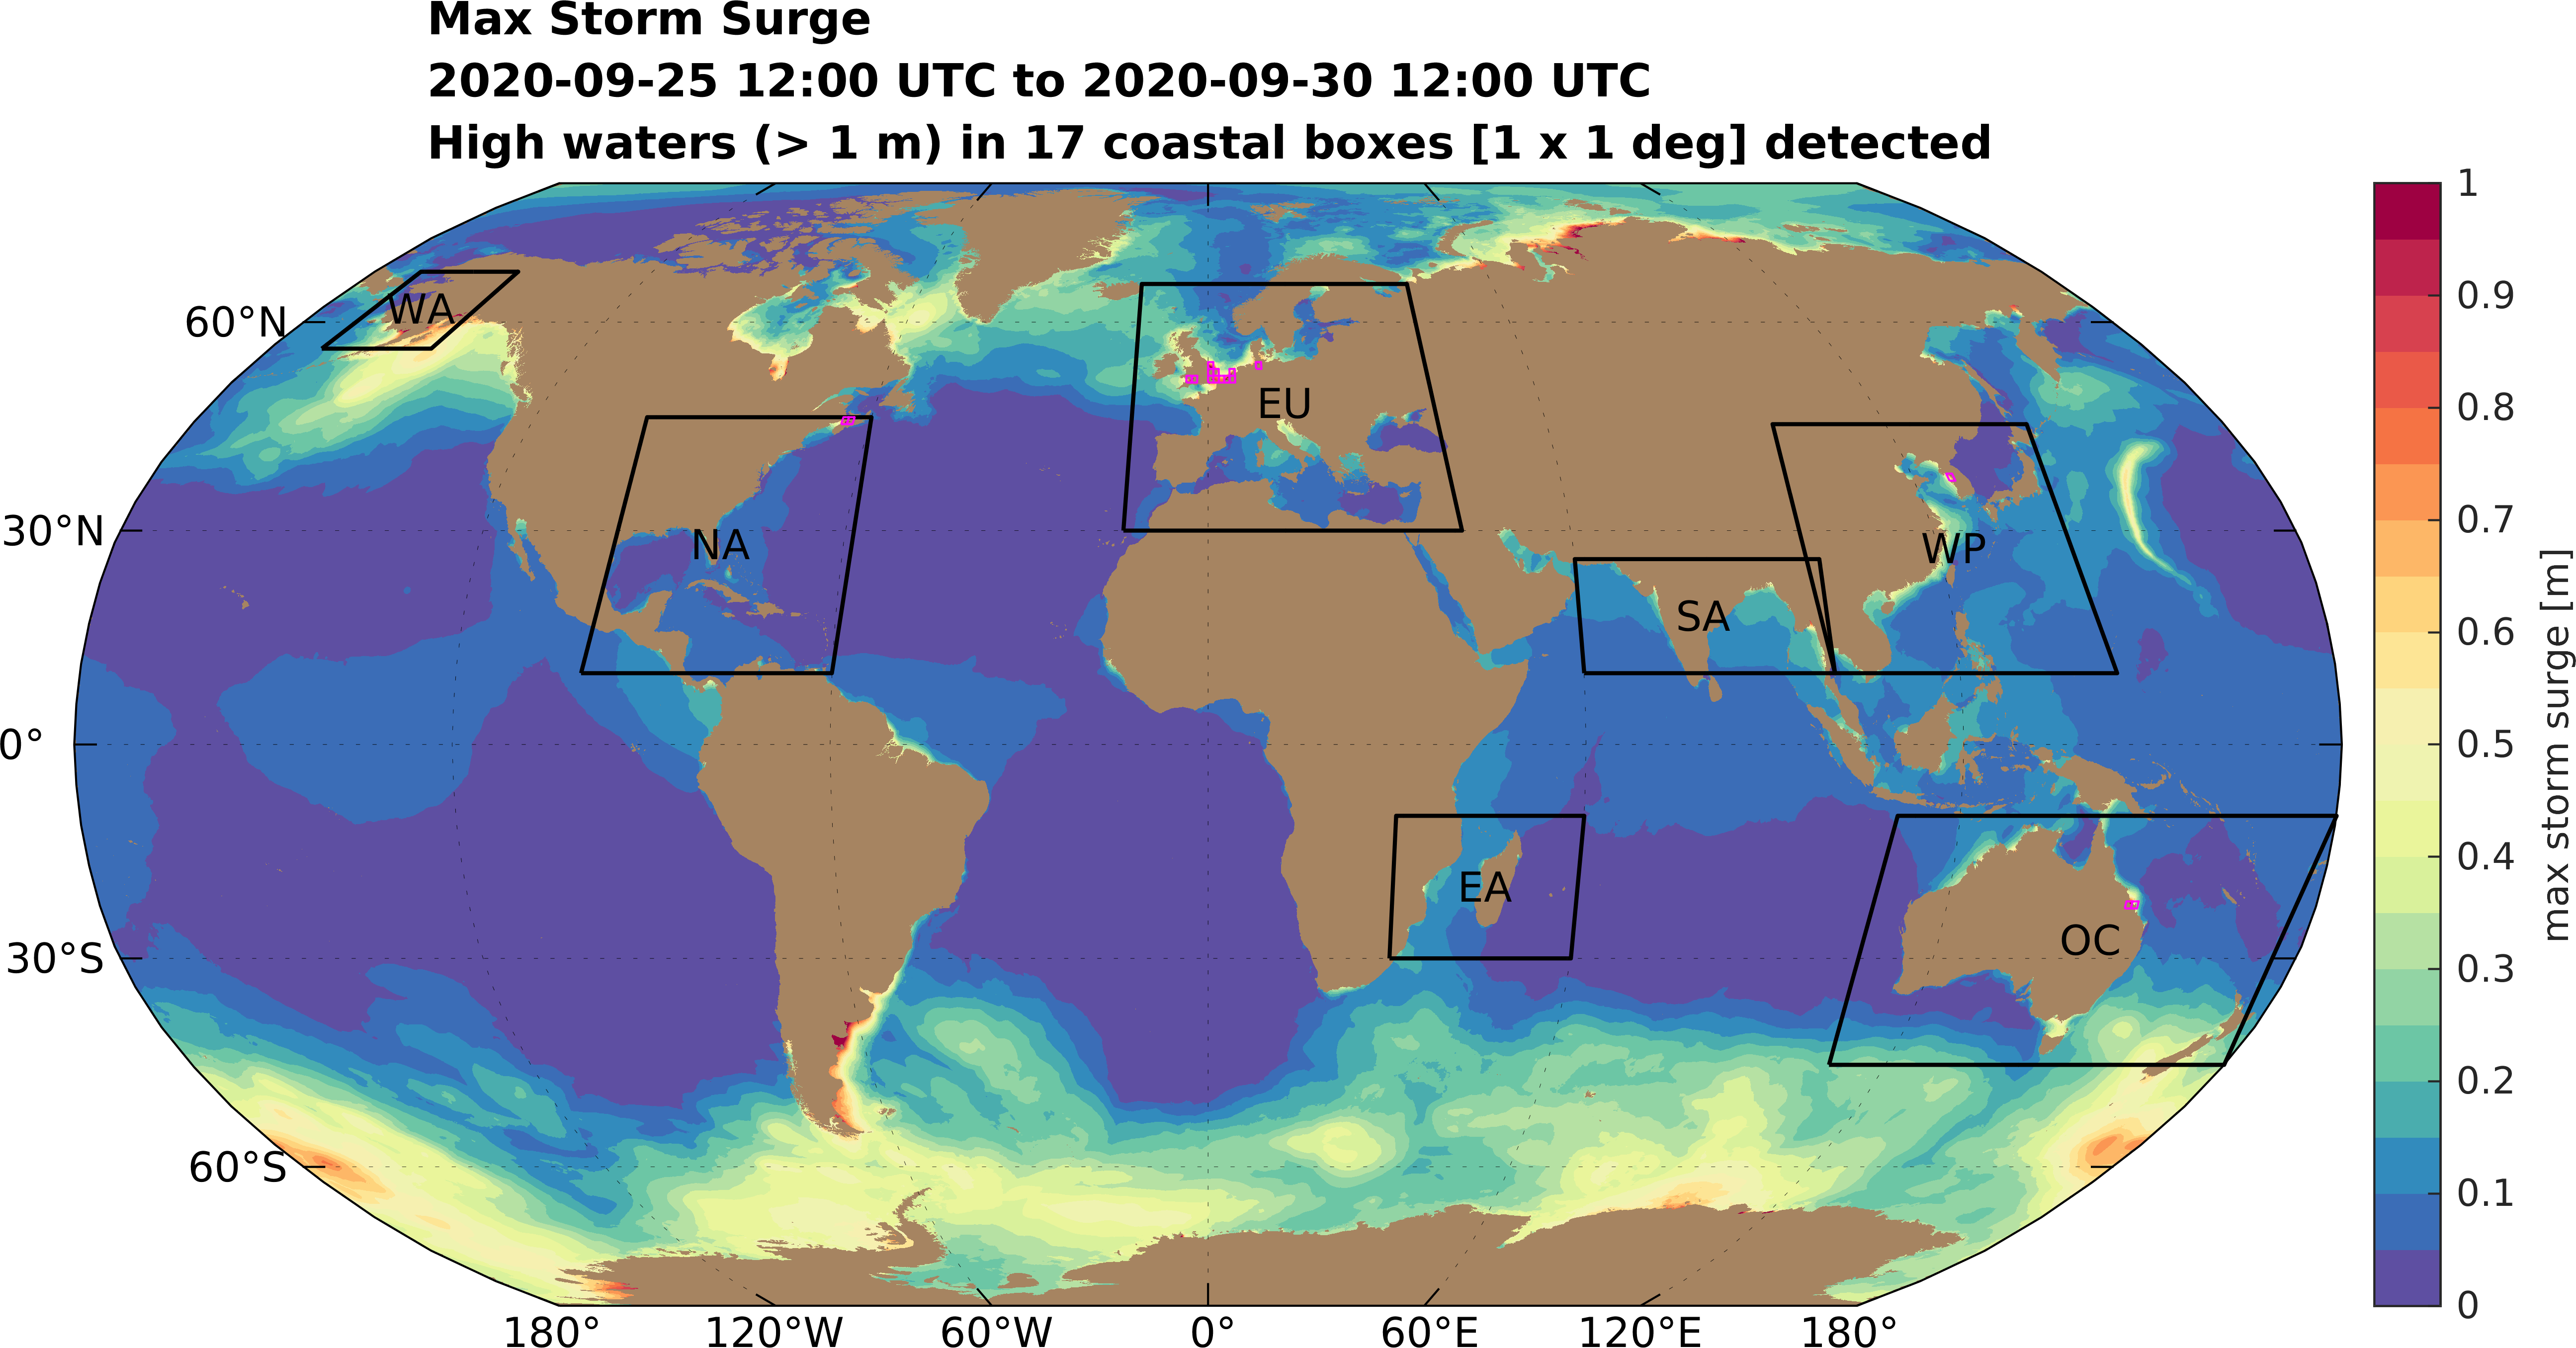 Max Storm Surge
2020-09-25 12:00 UTC to 2020-09-30 12:00 UTC
High waters (> 1 m) in 17 coastal boxes [1 x 1 deg] detected
60°N
30°N
0°
30°S
60°S
WA
NA
EU
SA
WP
EA
OC
180°
120°W
60°W
0°
60°E
120°E
180°
1
0.9
0.8
0.7
0.6
0.5
0.4
0.3
0.2
0.1
0
max storm surge [m]